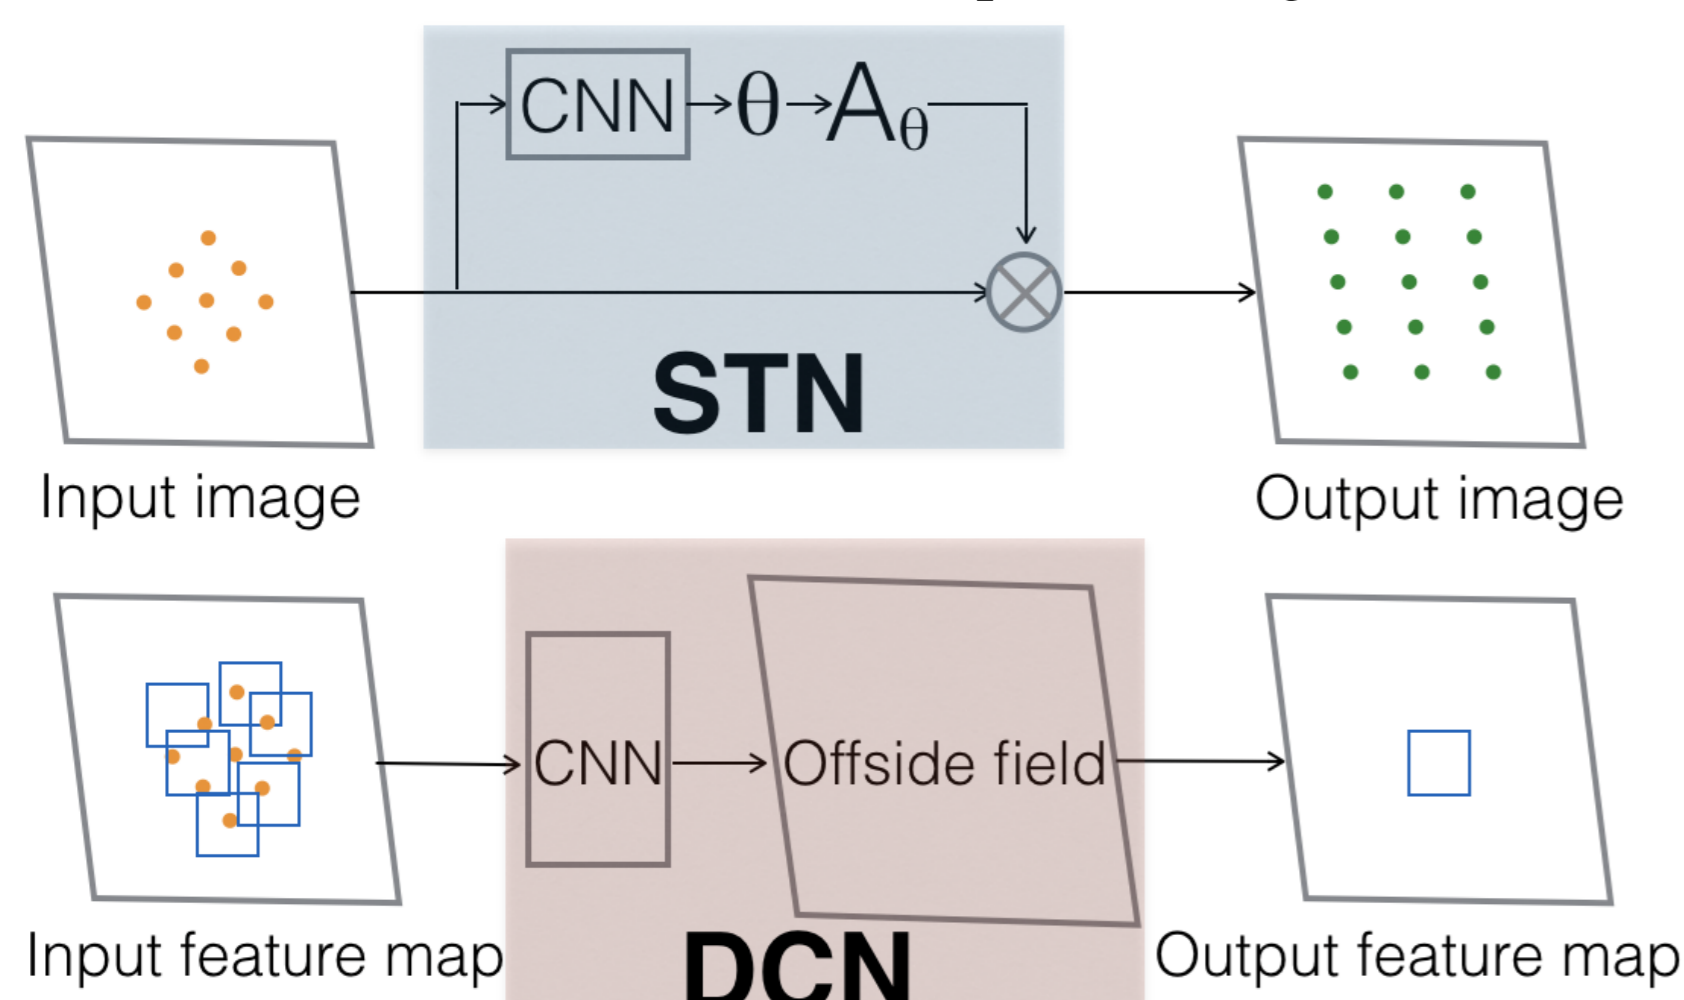 CNN → θ → Aθ
STN
Input image
Output image
CNN
Offside field
Input feature map
DCN
Output feature map